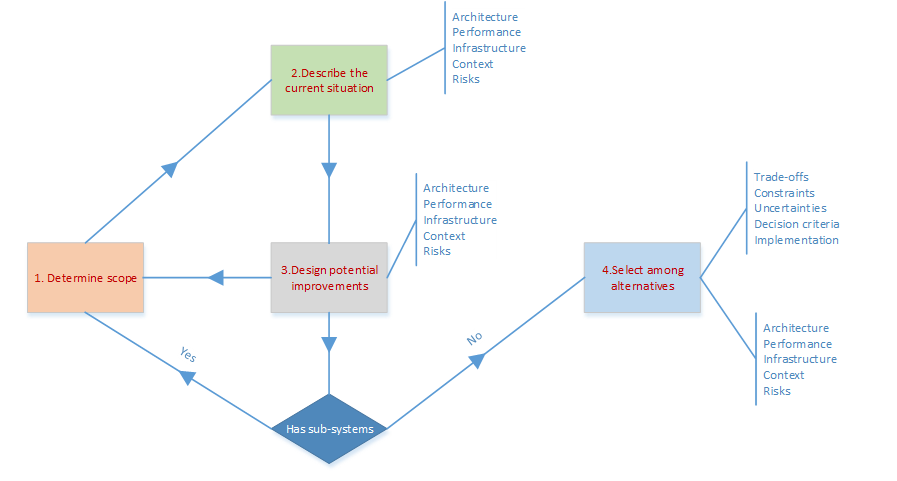 Architecture
Performance
Infrastructure
Context
Risks
2.Describe the
current situation
Architecture
Performance
Infrastructure
Context
Risks
Trade-offs
Constraints
Uncertainties
Decision criteria
Implementation
1. Determine scope
3.Design potential
improvements
4.Select among
alternatives
Architecture
Performance
Infrastructure
Context
Risks
Yes
No
Has sub-systems